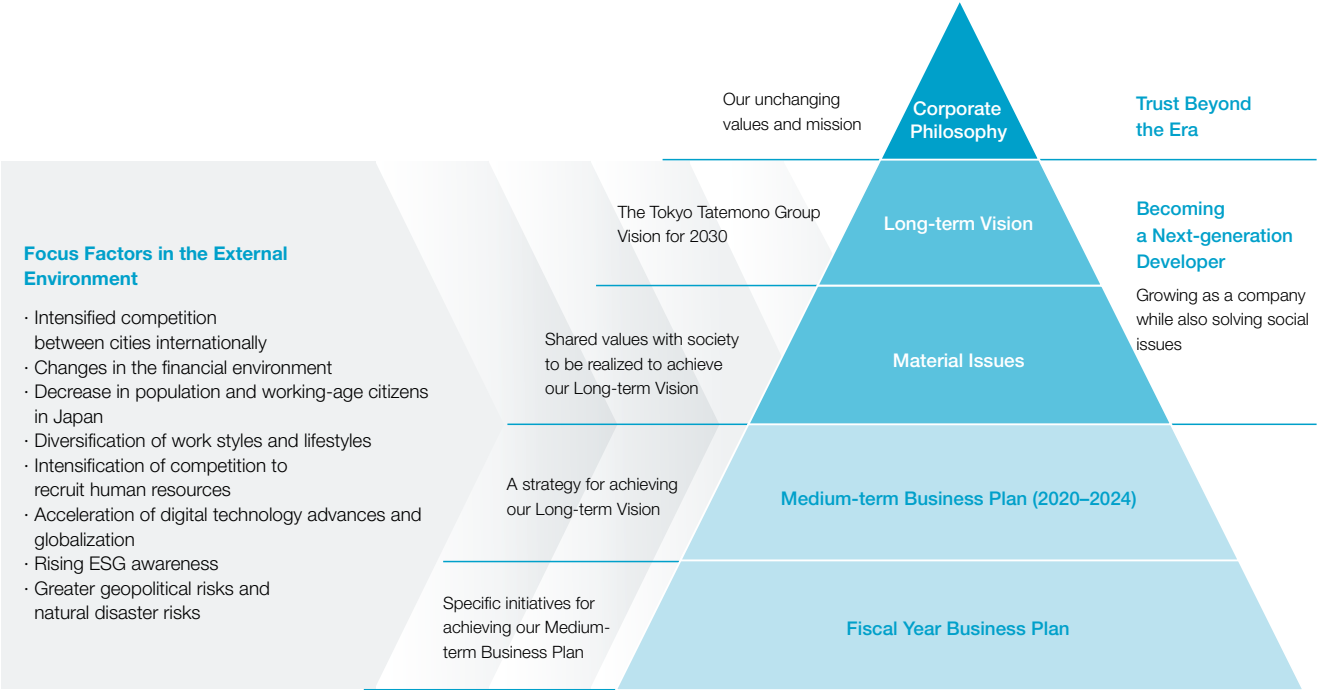 Our unchanging
values and mission
Corporate
Philosophy
Trust Beyond
the Era
Focus Factors in the External
Environment
· Intensified competition
between cities internationally
· Changes in the financial environment
· Decrease in population and working-age citizens
in Japan
· Diversification of work styles and lifestyles
· Intensification of competition to
recruit human resources
· Acceleration of digital technology advances and
globalization
· Rising ESG awareness
· Greater geopolitical risks and
natural disaster risks
The Tokyo Tatemono Group
Vision for 2030
Long-term Vision
Becoming
a Next-generation
Developer
Growing as a company
while also solving social
issues
Shared values with society
to be realized to achieve
our Long-term Vision
Material Issues
A strategy for achieving
our Long-term Vision
Medium-term Business Plan (2020–2024)
Specific initiatives for
achieving our Medium-
term Business Plan
Fiscal Year Business Plan